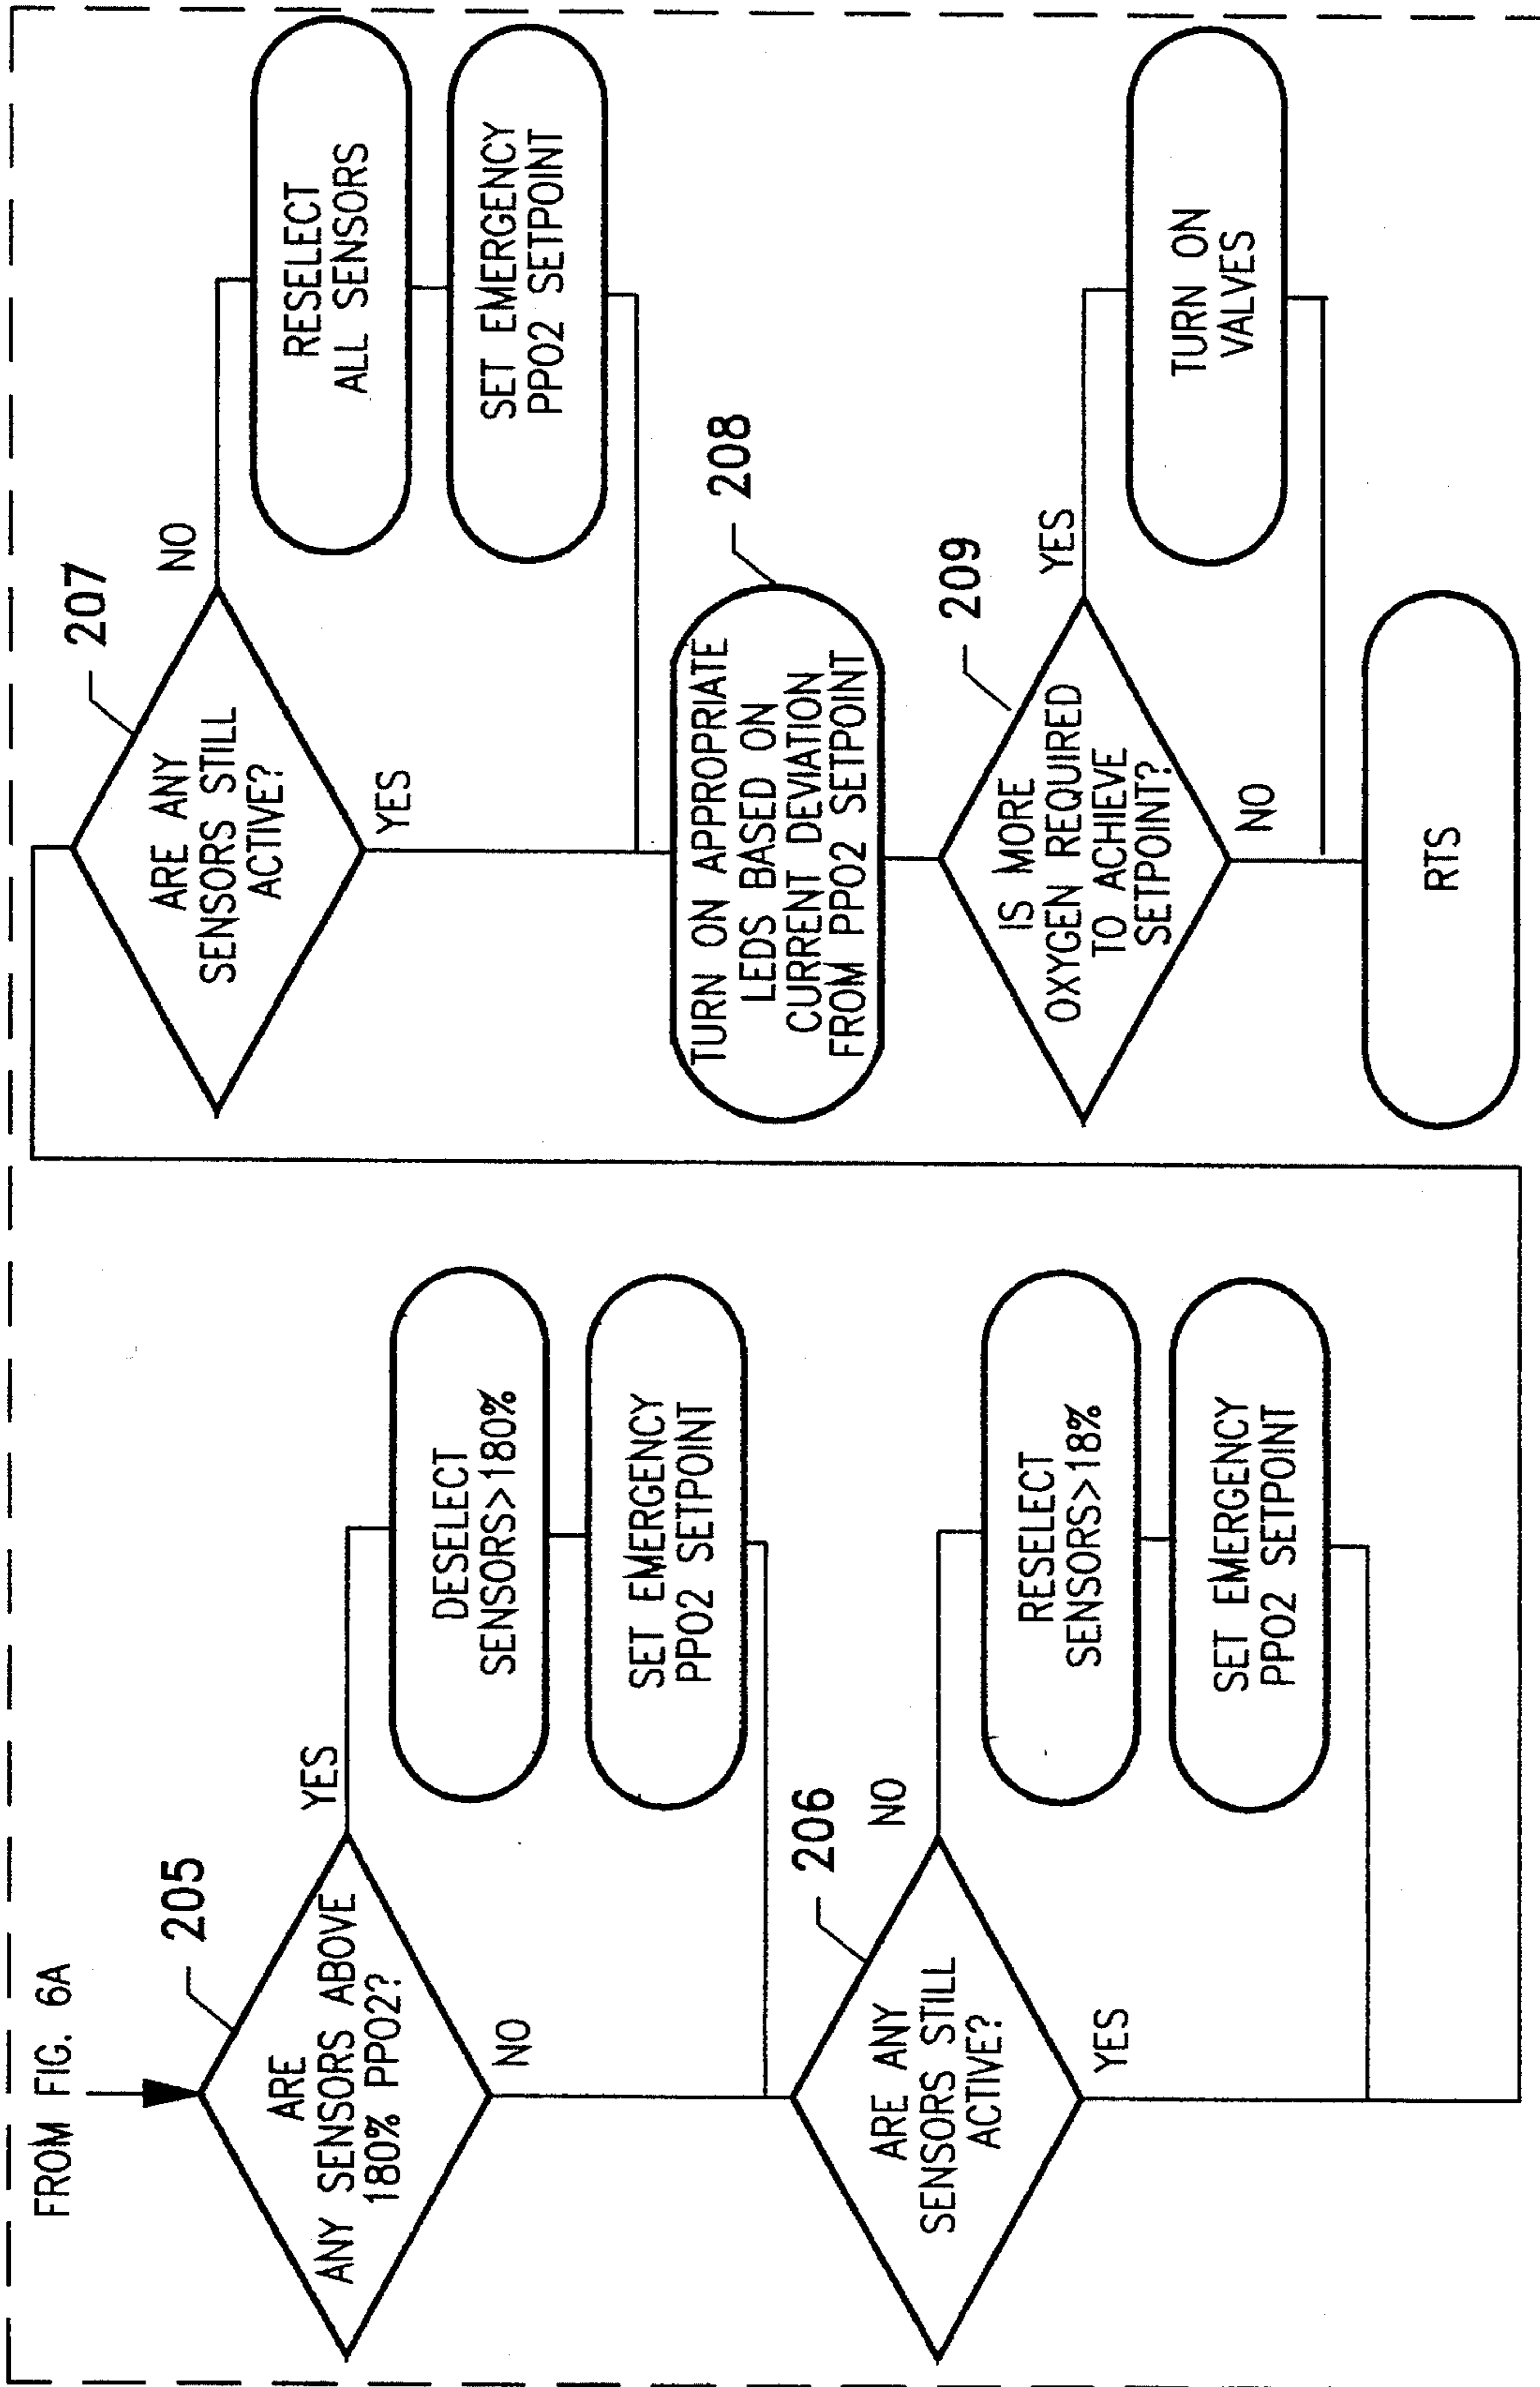 FROM FIG. 6A
205
ARE
ANY SENSORS ABOVE
180% PPO2?
YES
NO
DESELECT
SENSORS>180%
SET EMERGENCY
PPO2 SETPOINT
206
ARE ANY
SENSORS STILL
ACTIVE?
NO
YES
RESELECT
SENSORS>18%
SET EMERGENCY
PPO2 SETPOINT
207
ARE ANY
SENSORS STILL
ACTIVE?
NO
YES
RESELECT
ALL SENSORS
SET EMERGENCY
PPO2 SETPOINT
208
TURN ON APPROPRIATE
LEDS BASED ON
CURRENT DEVIATION
FROM PPO2 SETPOINT
209
IS MORE
OXYGEN REQUIRED
TO ACHIEVE
SETPOINT?
YES
NO
TURN ON
VALVES
RTS